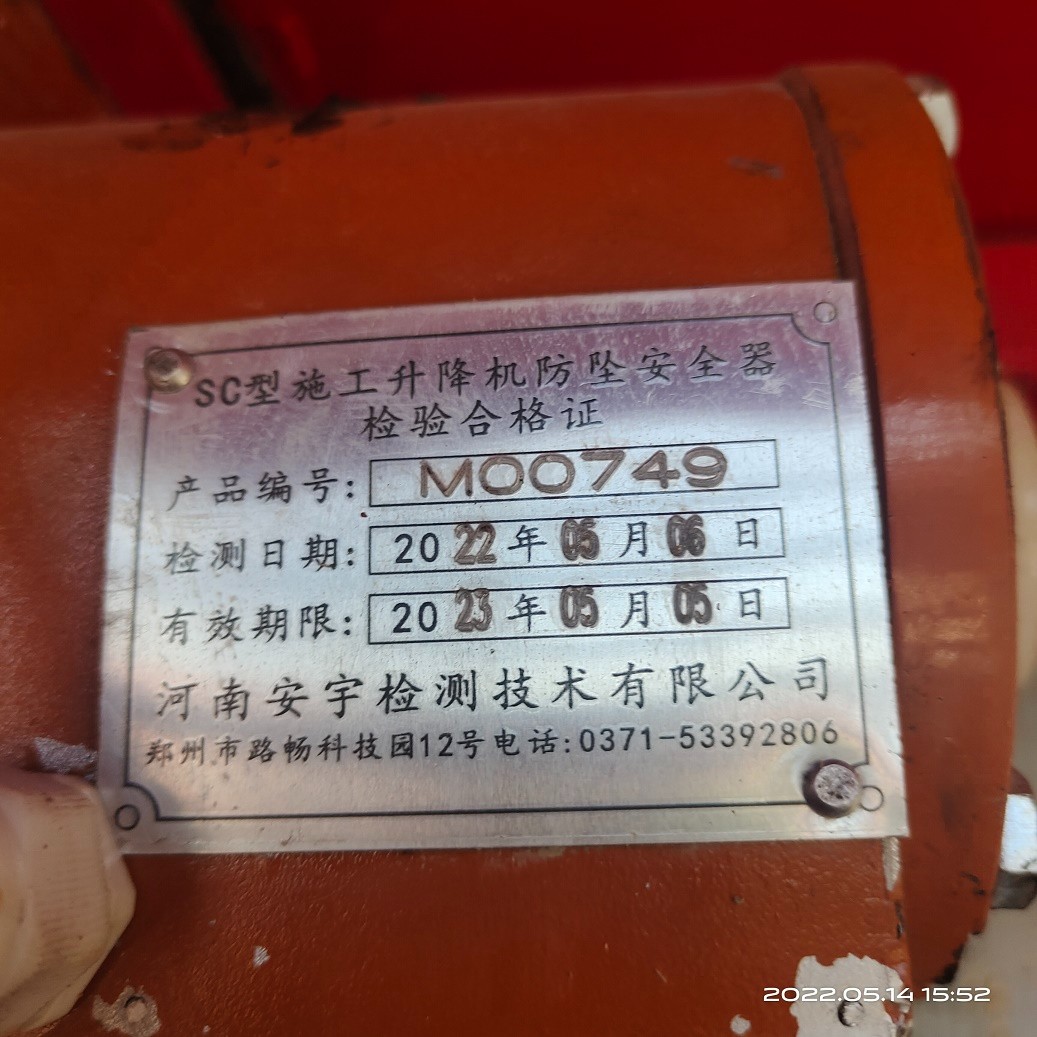 SC型施工升降机防坠安全器
检验合格证
产品编号: M00749
检测日期: 2022年05月06日
有效期限: 2023年05月05日
河南安宇检测技术有限公司
郑州市路畅科技园12号电话:0371-53392806
2022.05.14 15:52